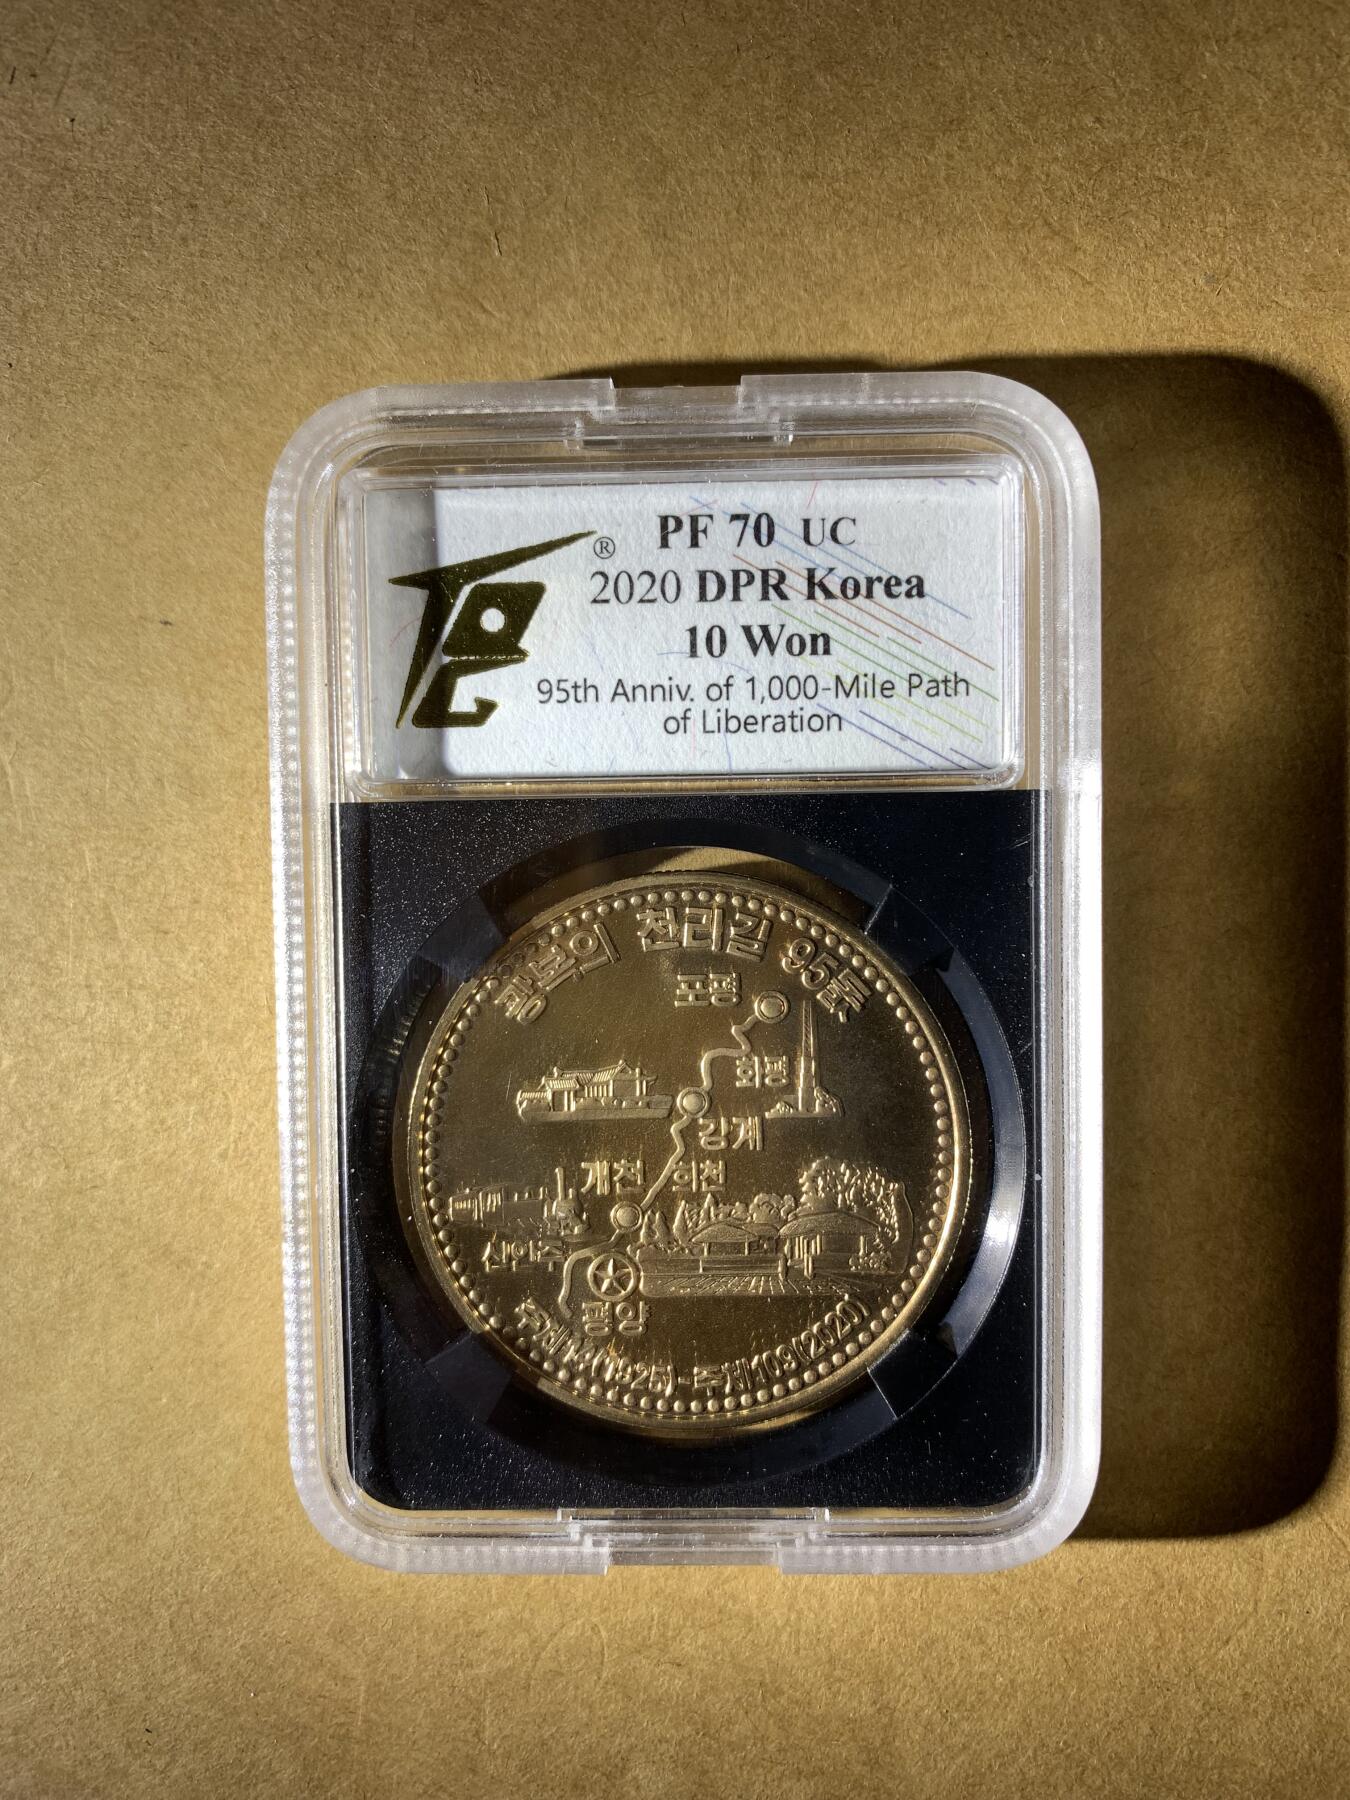 ®
PF 70 UC
2020 DPR Korea
10 Won
95th Anniv. of 1,000-Mile Path
of Liberation
광복의 천리길 95돐
포평
화평
강계
개천 희천
신안주
평양
주체14(1925)-주체109(2020)